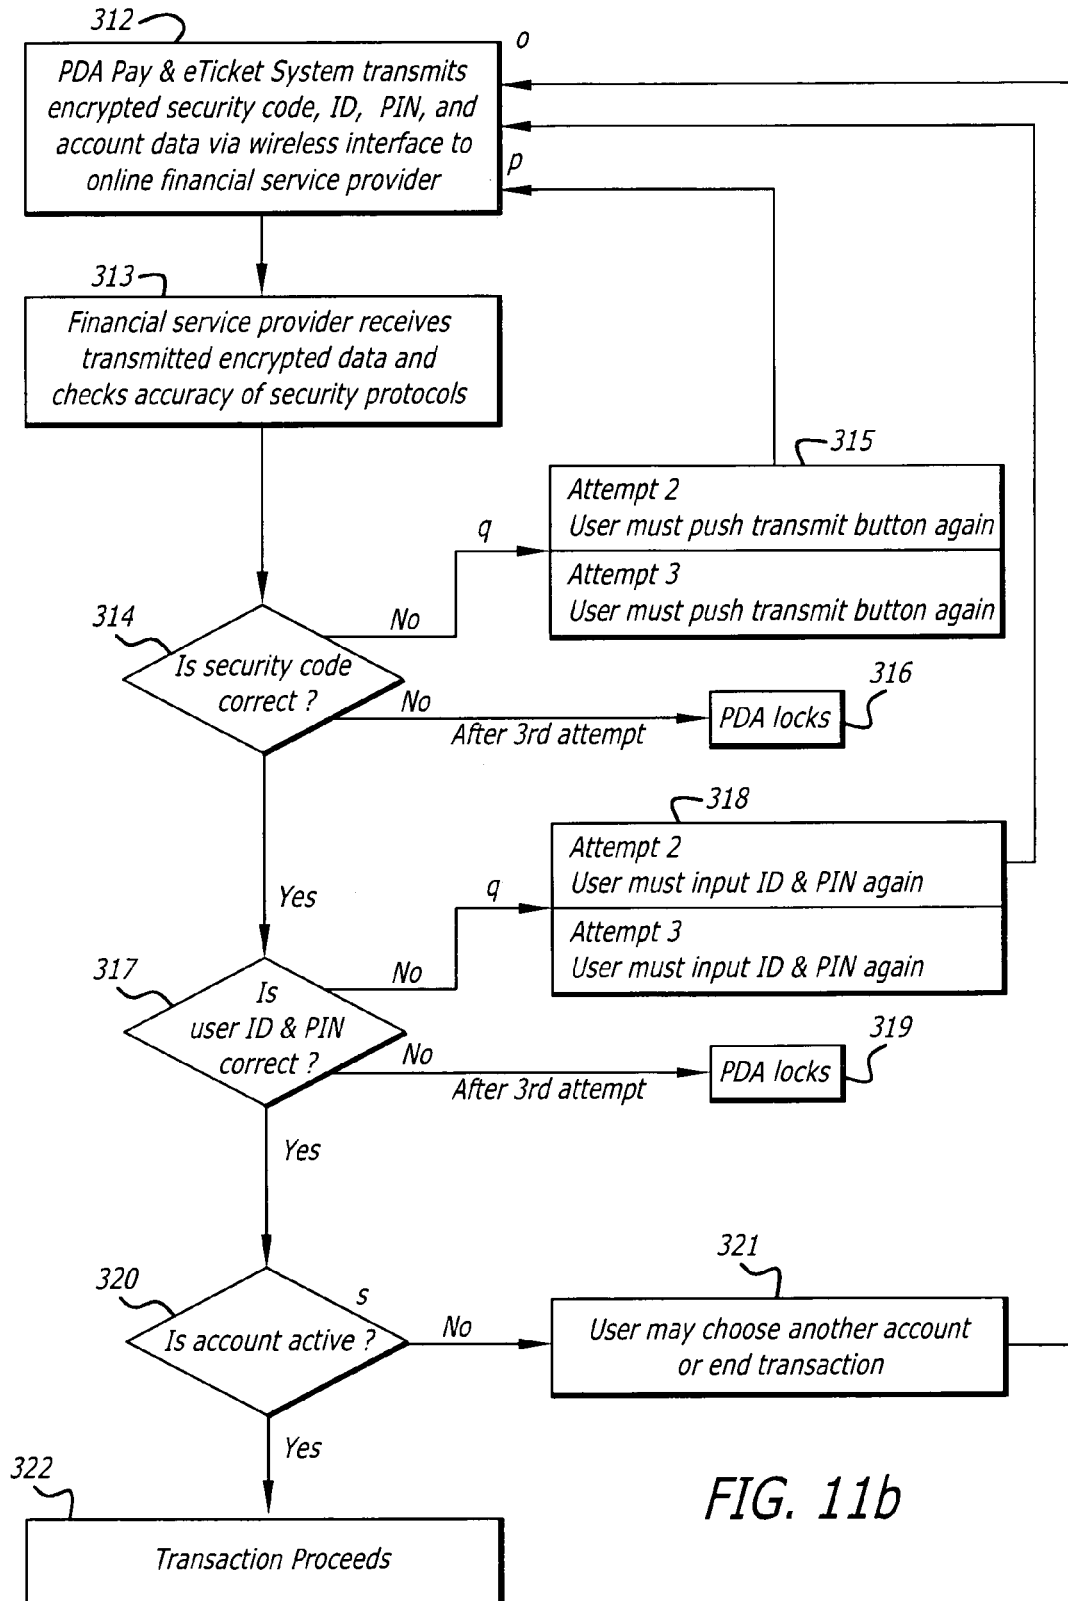 312
o
PDA Pay & eTicket System transmits
encrypted security code, ID, PIN, and
account data via wireless interface to
online financial service provider
p
313
Financial service provider receives
transmitted encrypted data and
checks accuracy of security protocols
315
Attempt 2
User must push transmit button again
q
Attempt 3
User must push transmit button again
314
No
Is security code
correct ?
No
After 3rd attempt
316
PDA locks
318
Attempt 2
User must input ID & PIN again
Yes
q
Attempt 3
User must input ID & PIN again
317
No
Is
user ID & PIN
correct ?
No
After 3rd attempt
319
PDA locks
Yes
320
s
Is account active ?
No
321
User may choose another account
or end transaction
Yes
322
Transaction Proceeds
FIG. 11b